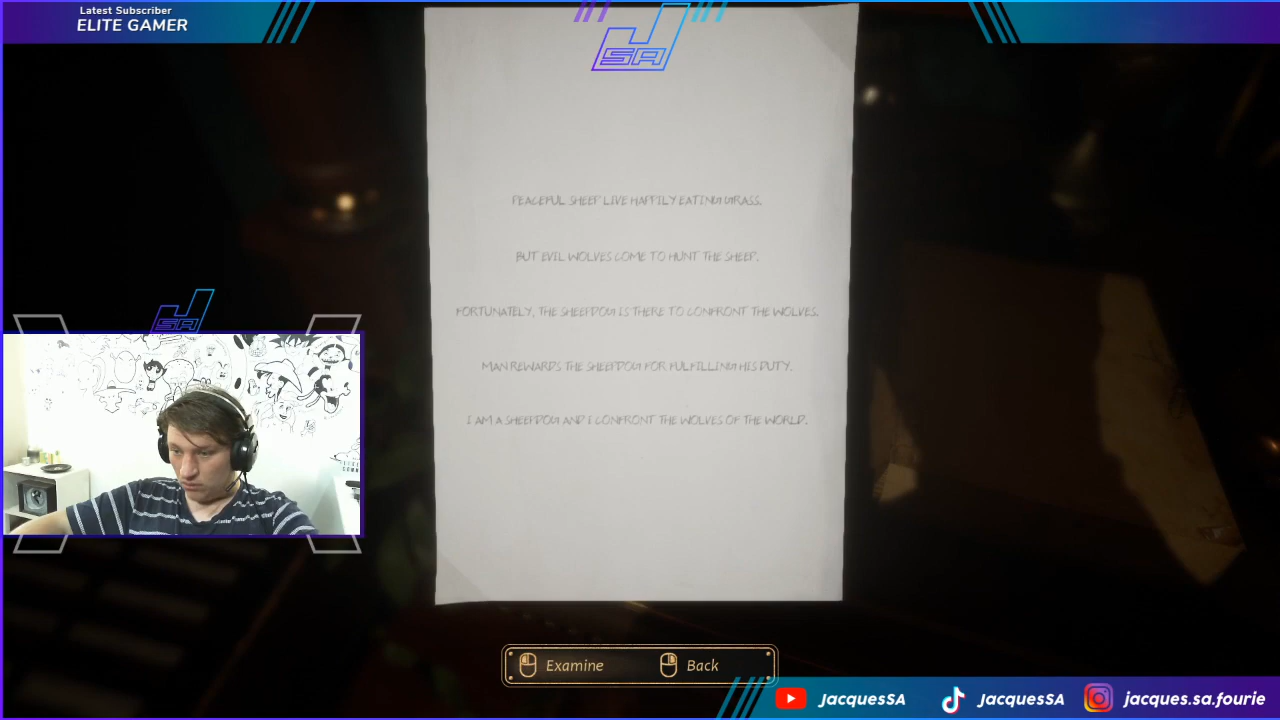 Latest Subscriber
ELITE GAMER
J
SA
PEACEFUL SHEEP LIVE HAPPILY EATING GRASS.
BUT EVIL WOLVES COME TO HUNT THE SHEEP.
FORTUNATELY, THE SHEEPDOG IS THERE TO CONFRONT THE WOLVES.
MAN REWARDS THE SHEEPDOG FOR FULFILLING HIS DUTY.
I AM A SHEEPDOG AND I CONFRONT THE WOLVES OF THE WORLD.
J
SA
Examine Back
JacquesSA JacquesSA jacques.sa.fourie